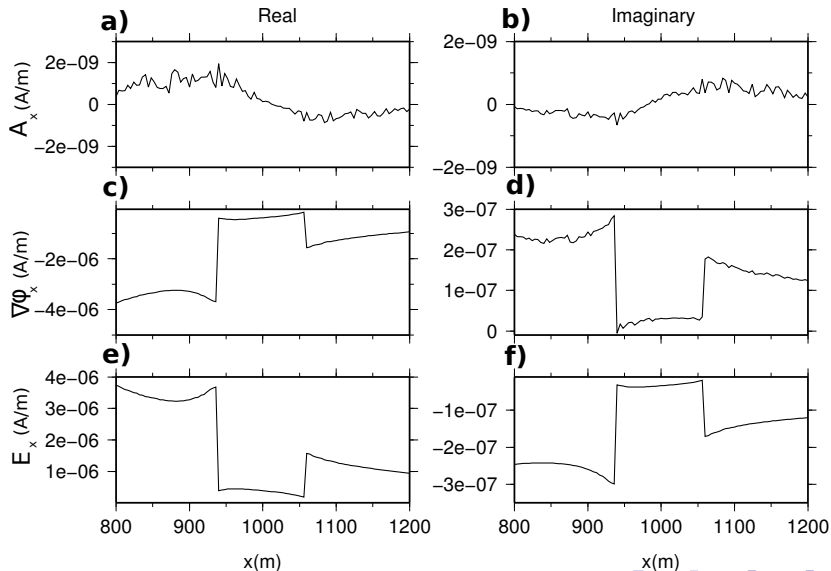 a) Real b) Imaginary
2e−09
0
−2e−09
A_x (A/m)
2e−09
0
−2e−09
c)
−2e−06
−4e−06
∇φ_x (A/m)
d)
3e−07
2e−07
1e−07
0
e)
4e−06
3e−06
2e−06
1e−06
E_x (A/m)
f)
−1e−07
−2e−07
−3e−07
800 900 1000 1100 1200
800 900 1000 1100 1200
x(m)
x(m)